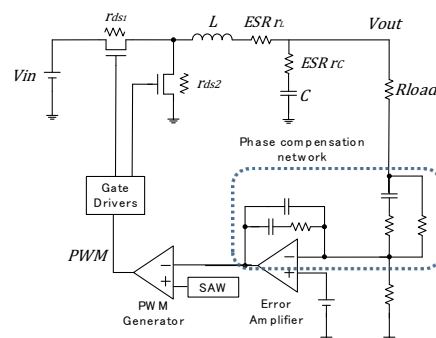 rds1
L
ESR rL
Vout
Vin
rds2
ESR rC
C
Rload
Phase compensation
network
Gate
Drivers
PWM
SAW
PWM
Generator
Error
Amplifier